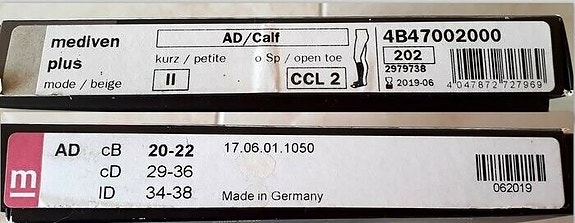 mediven
plus
mode / beige
AD/Calf
kurz / petite o Sp / open toe
II CCL 2
4B47002000
202
2979738
2019-06
4 047872 727969
m
AD cB 20-22 17.06.01.1050
cD 29-36
lD 34-38 Made in Germany
062019